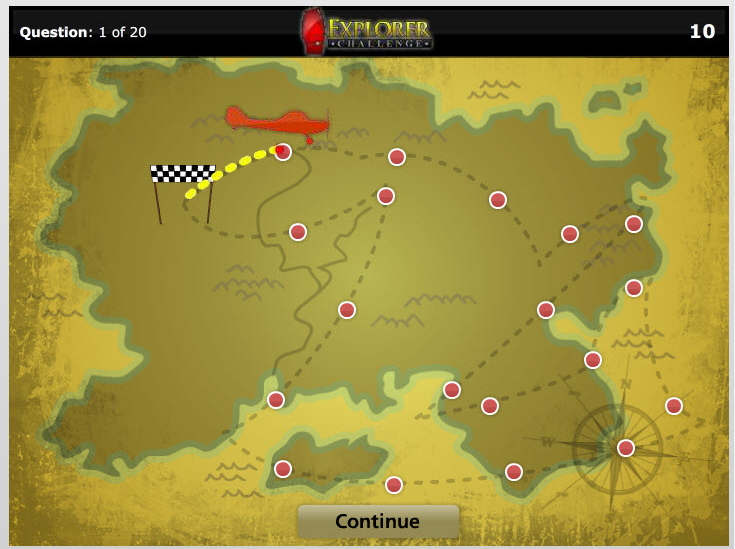 Question: 1 of 20
EXPLORER
• CHALLENGE •
10
N
W
Continue